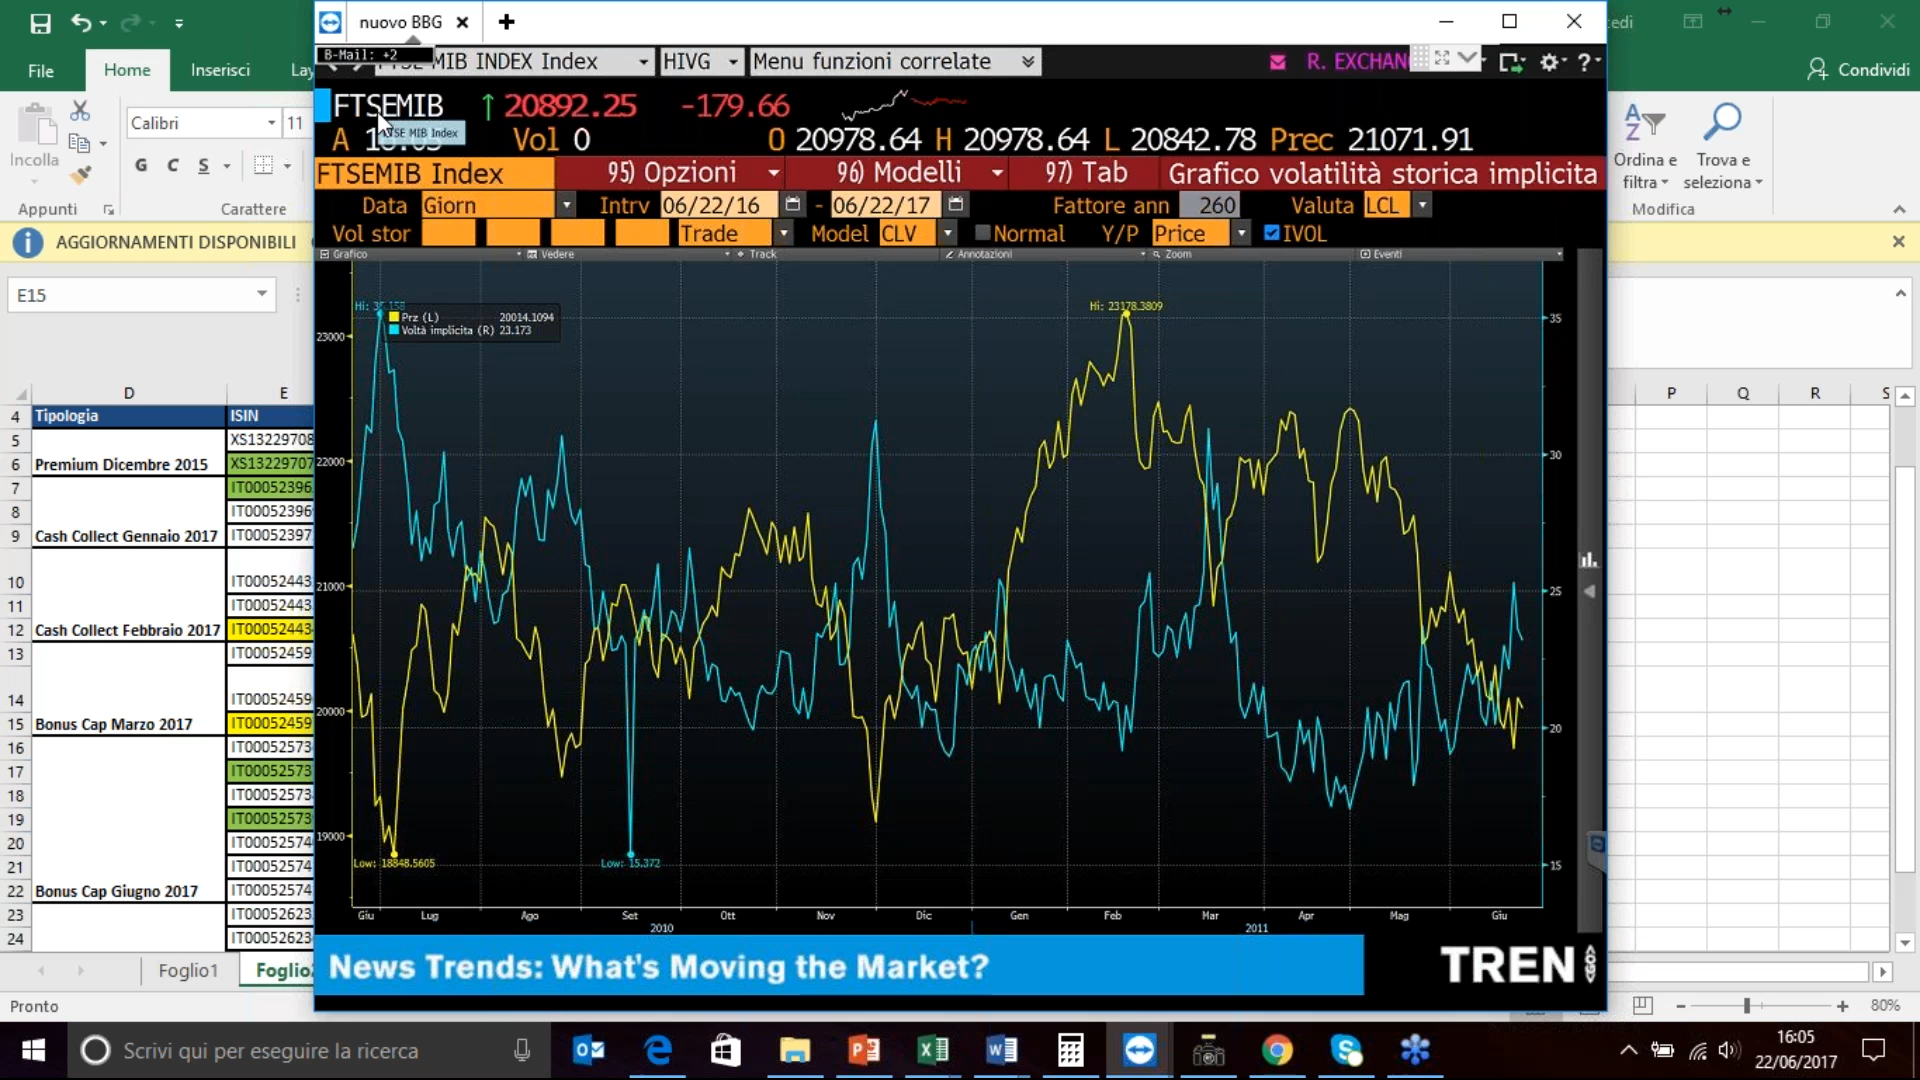 nuovo BBG
File
Home
Inserisci
La
edi
Condividi
B-Mail: +2
MIB INDEX Index
HIVG
Menu funzioni correlate
R. EXCHAN
FTSEMIB
20892.25
-179.66
SE MIB Index
A
Vol 0
O 20978.64 H 20978.64 L 20842.78 Prec 21071.91
FTSEMIB Index
95) Opzioni
96) Modelli
97) Tab
Grafico volatilità storica implicita
Data Giorn
Intrv 06/22/16 - 06/22/17
Fattore ann 260
Valuta LCL
Vol stor
Trade
Model CLV
Normal
Y/P Price
IVOL
Grafico
Vedere
Track
Annotazioni
Zoom
Eventi
Calibri
11
Incolla
G C S
Appunti
Carattere
Ordina e
filtra
Trova e
seleziona
Modifica
AGGIORNAMENTI DISPONIBILI
E15
D
E
P
Q
R
S
4 Tipologia ISIN
5 XS13229708
6 Premium Dicembre 2015 XS13229707
7 IT00052396
8 IT00052396
9 Cash Collect Gennaio 2017 IT00052397
10 IT00052443
11 IT00052443
12 Cash Collect Febbraio 2017 IT00052443
13 IT00052459
14 IT00052459
15 Bonus Cap Marzo 2017 IT00052459
16 IT00052573
17 IT00052573
18 IT00052573
19 IT00052573
20 IT00052574
21 IT00052574
22 Bonus Cap Giugno 2017 IT00052574
23 IT00052623
24 IT00052623
Prz (L) 20014.1094
Voltà implicita (R) 23.173
Hi: 23178.3809
23000
22000
21000
20000
19000
35
30
25
20
15
Low: 18848.5605
Low: 15.372
Giu Lug Ago Set Ott Nov Dic Gen Feb Mar Apr Mag Giu
2010
2011
News Trends: What's Moving the Market?
TREN
Foglio1
Foglio
Pronto
80%
Scrivi qui per eseguire la ricerca
16:05
22/06/2017